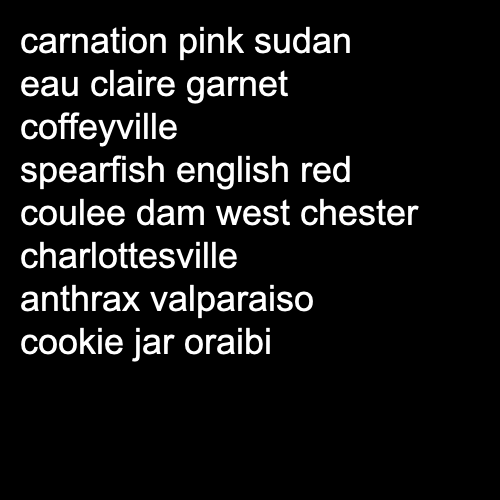 carnation pink sudan
eau claire garnet
coffeyville
spearfish english red
coulee dam west chester
charlottesville
anthrax valparaiso
cookie jar oraibi